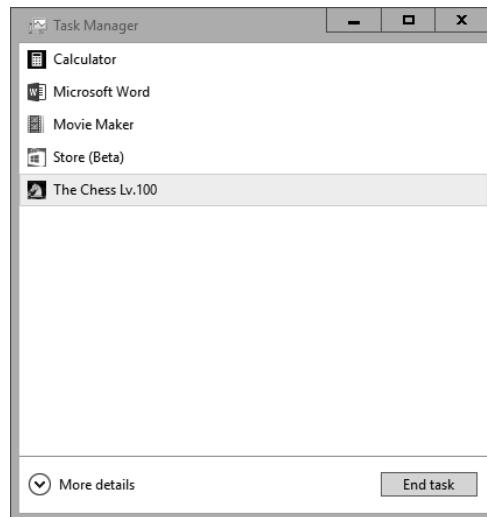 Task Manager
Calculator
Microsoft Word
Movie Maker
Store (Beta)
The Chess Lv.100
More details
End task